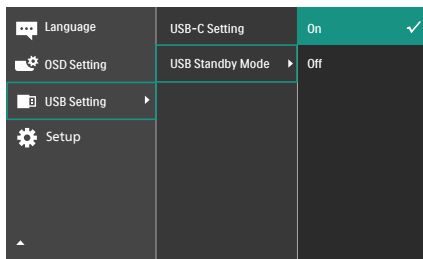 Language
OSD Setting
USB Setting
Setup
USB-C Setting
USB Standby Mode
On
Off